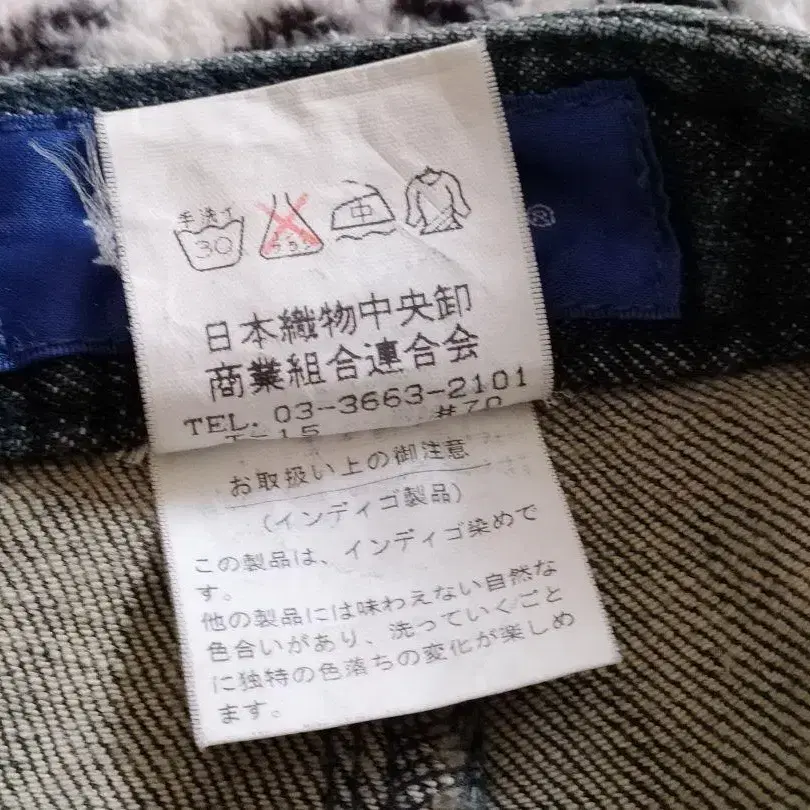 手洗イ
30
中
日本織物中央卸
商業組合連合会
TEL. 03-3663-2101
お取扱い上の御注意
(インディゴ製品)
この製品は、インディゴ染めで
す。
他の製品には味わえない自然な
色合いがあり、洗っていくごと
に独特の色落ちの変化が楽しめ
ます。
®